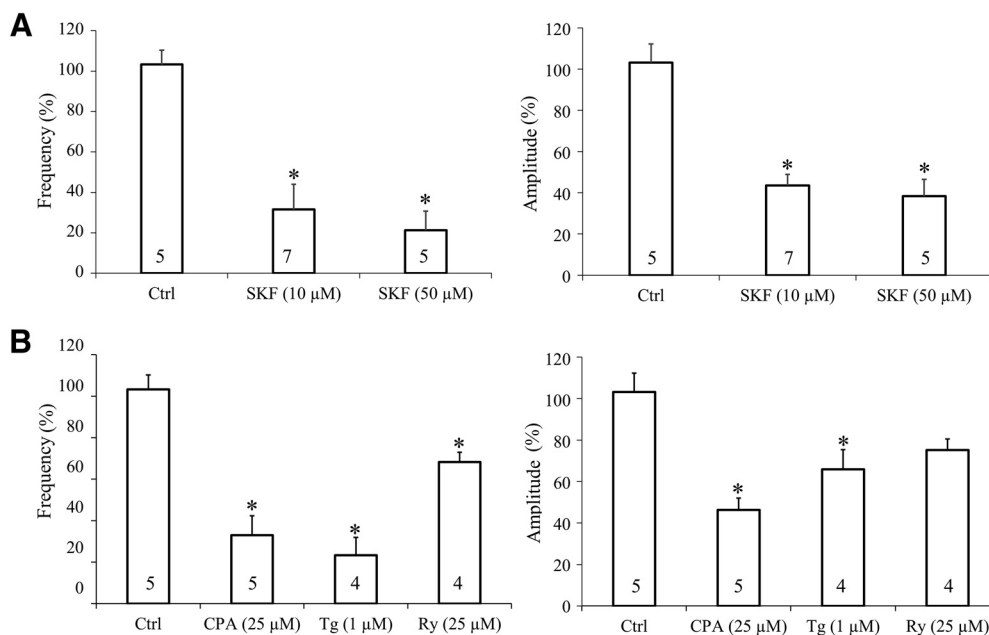 A
Frequency (%)
120
100
80
60
40
20
0
*
*
5
7
5
Ctrl
SKF (10 µM)
SKF (50 µM)
Amplitude (%)
120
100
80
60
40
20
0
*
*
5
7
5
Ctrl
SKF (10 µM)
SKF (50 µM)
B
Frequency (%)
120
100
80
60
40
20
0
*
*
*
5
5
4
4
Ctrl
CPA (25 µM)
Tg (1 µM)
Ry (25 µM)
Amplitude (%)
120
100
80
60
40
20
0
*
*
5
5
4
4
Ctrl
CPA (25 µM)
Tg (1 µM)
Ry (25 µM)